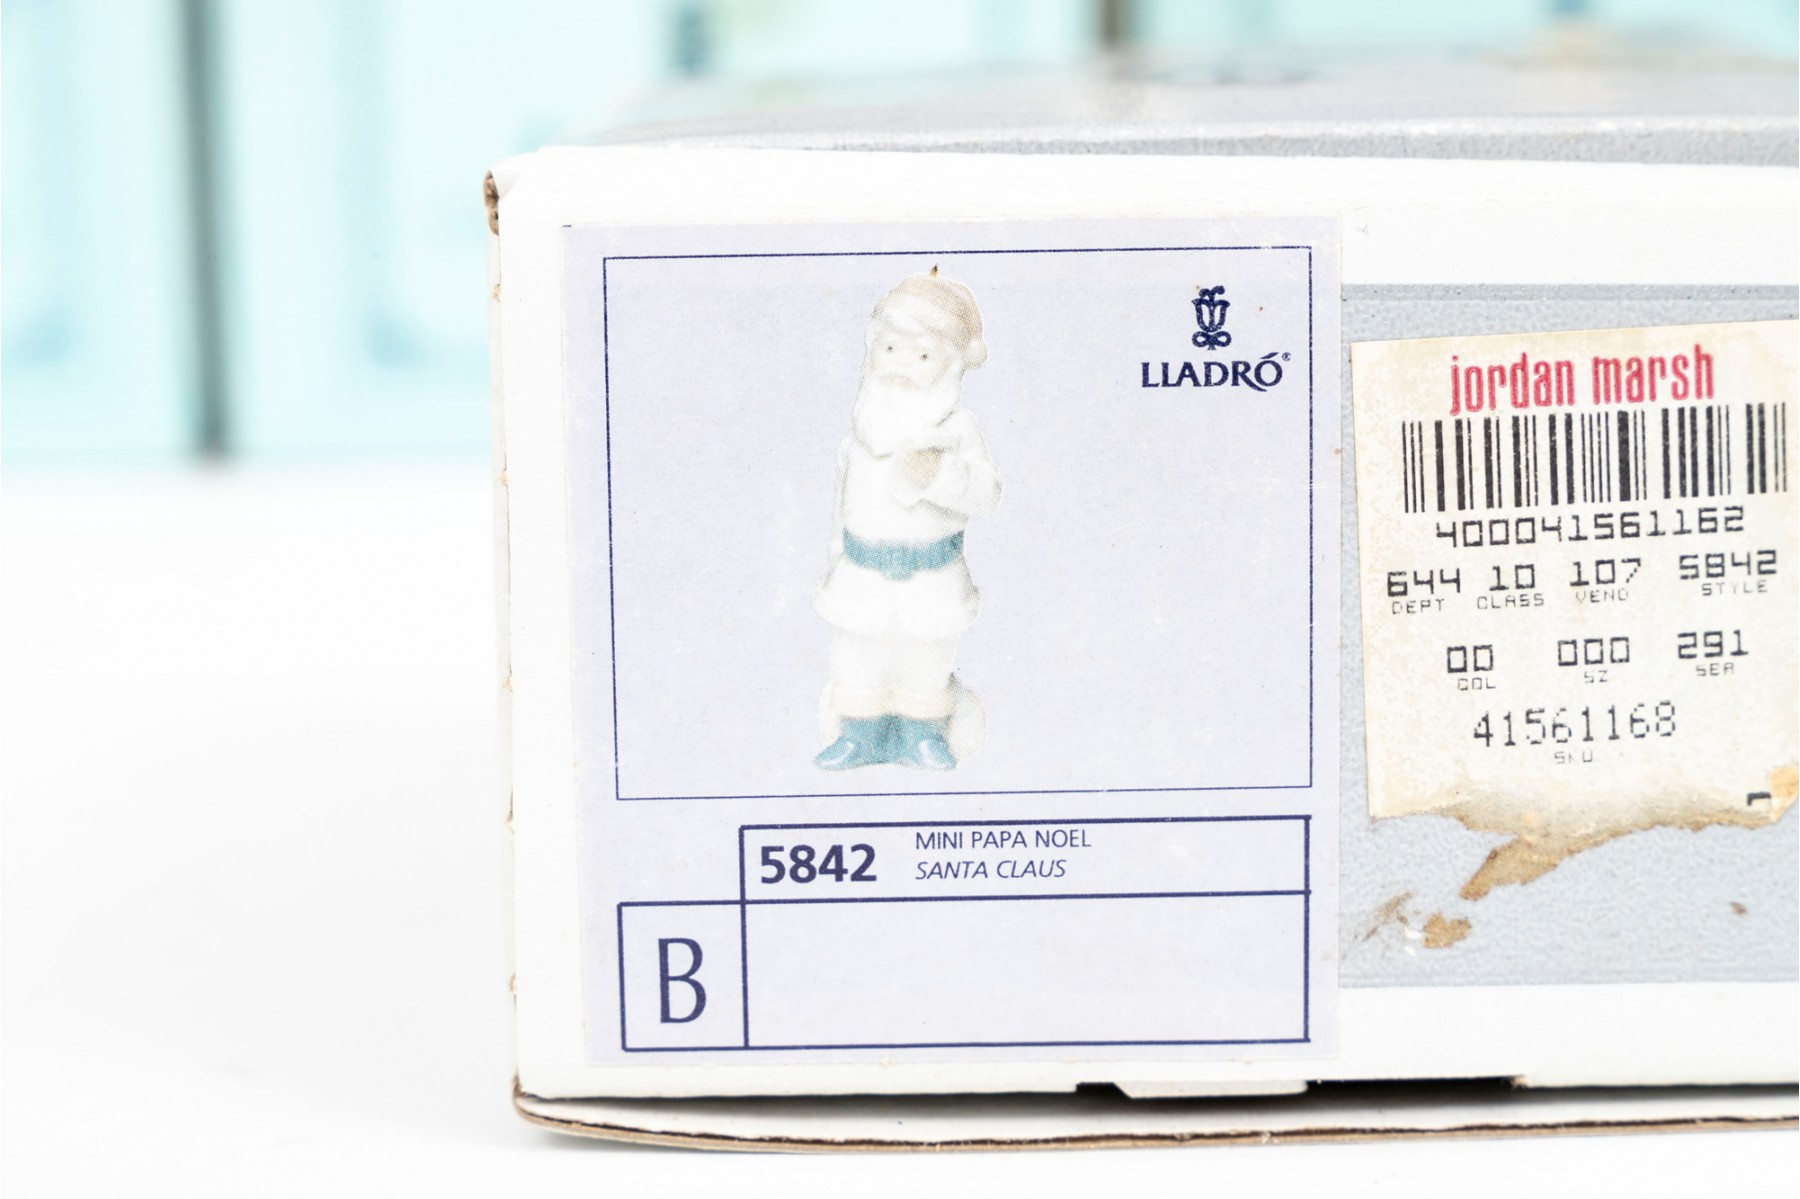 LLADRÓ®
5842 MINI PAPA NOEL
SANTA CLAUS
B
jordan marsh
400041561162
644 10 107 5842
DEPT CLASS VEND STYLE
00 000 291
COL SZ SEA
41561168
SKU